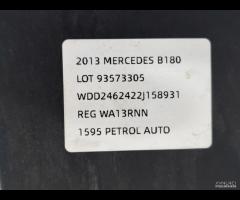 2013 MERCEDES B180
LOT 93573305
WDD2462422J158931
REG WA13RNN
1595 PETROL AUTO